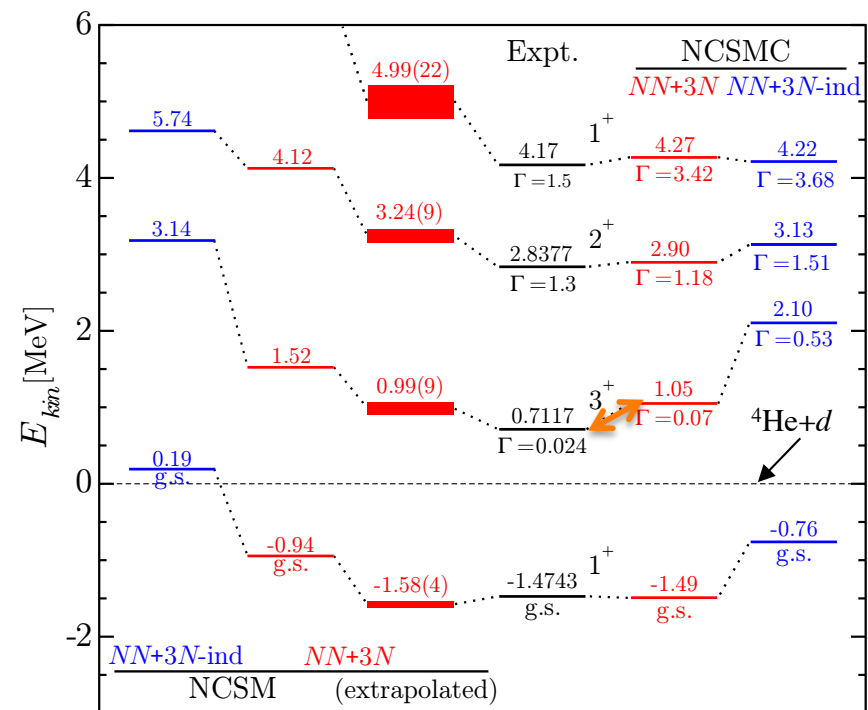 6
4
2
0
-2
E_kin [MeV]
Expt.
NCSMC
NN+3N NN+3N-ind
5.74
3.14
0.19
g.s.
4.12
1.52
-0.94
g.s.
4.99(22)
3.24(9)
0.99(9)
-1.58(4)
4.17
Γ=1.5
2.8377
Γ=1.3
0.7117
Γ=0.024
-1.4743
g.s.
1⁺
2⁺
3⁺
1⁺
4.27
Γ=3.42
2.90
Γ=1.18
1.05
Γ=0.07
-1.49
g.s.
4.22
Γ=3.68
3.13
Γ=1.51
2.10
Γ=0.53
⁴He+d
-0.76
g.s.
NN+3N-ind NN+3N
NCSM (extrapolated)